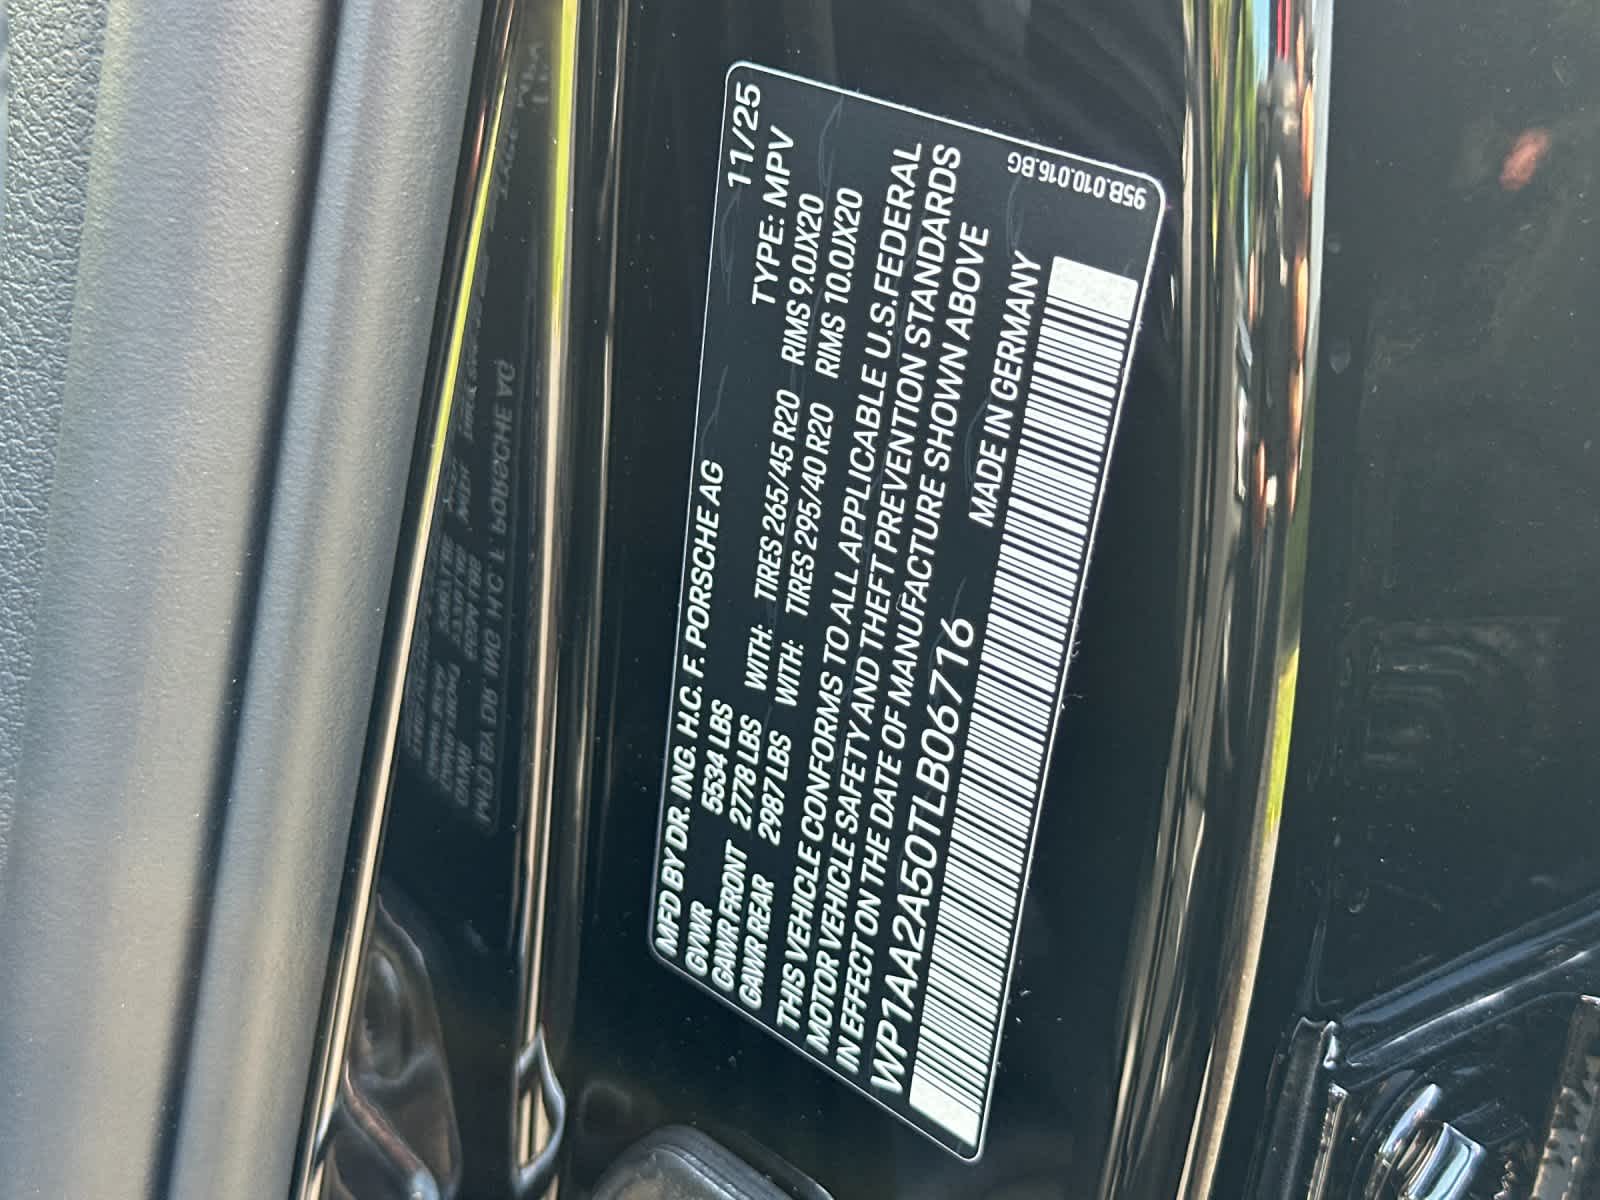 11/25
MFD BY DR. ING. H.C. F. PORSCHE AG
TYPE: MPV
GVWR 5534 LBS
GAWR FRONT 2778 LBS WITH: TIRES 265/45 R20 RIMS 9.0JX20
GAWR REAR 2987 LBS WITH: TIRES 295/40 R20 RIMS 10.0JX20
THIS VEHICLE CONFORMS TO ALL APPLICABLE U.S. FEDERAL
MOTOR VEHICLE SAFETY AND THEFT PREVENTION STANDARDS
IN EFFECT ON THE DATE OF MANUFACTURE SHOWN ABOVE
WP1AA2A50TLB06716
MADE IN GERMANY
95B.010.016.BG